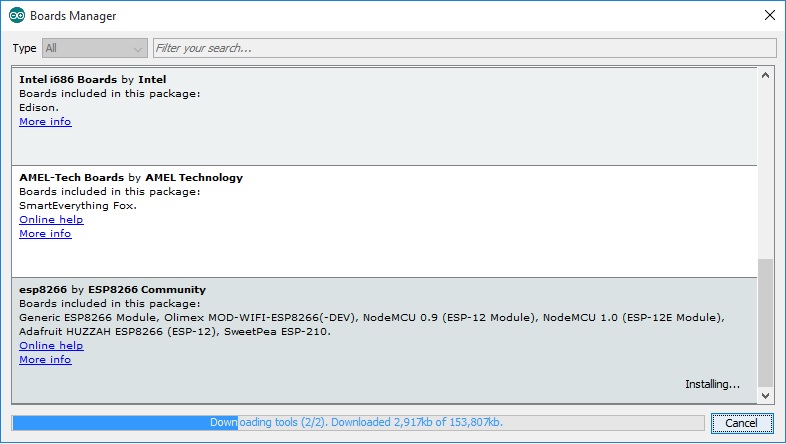 Boards Manager
Type All Filter your search...
Intel i686 Boards by Intel
Boards included in this package:
Edison.
More info
AMEL-Tech Boards by AMEL Technology
Boards included in this package:
SmartEverything Fox.
Online help
More info
esp8266 by ESP8266 Community
Boards included in this package:
Generic ESP8266 Module, Olimex MOD-WIFI-ESP8266(-DEV), NodeMCU 0.9 (ESP-12 Module), NodeMCU 1.0 (ESP-12E Module),
Adafruit HUZZAH ESP8266 (ESP-12), SweetPea ESP-210.
Online help
More info
Installing...
Downloading tools (2/2). Downloaded 2,917kb of 153,807kb.
Cancel